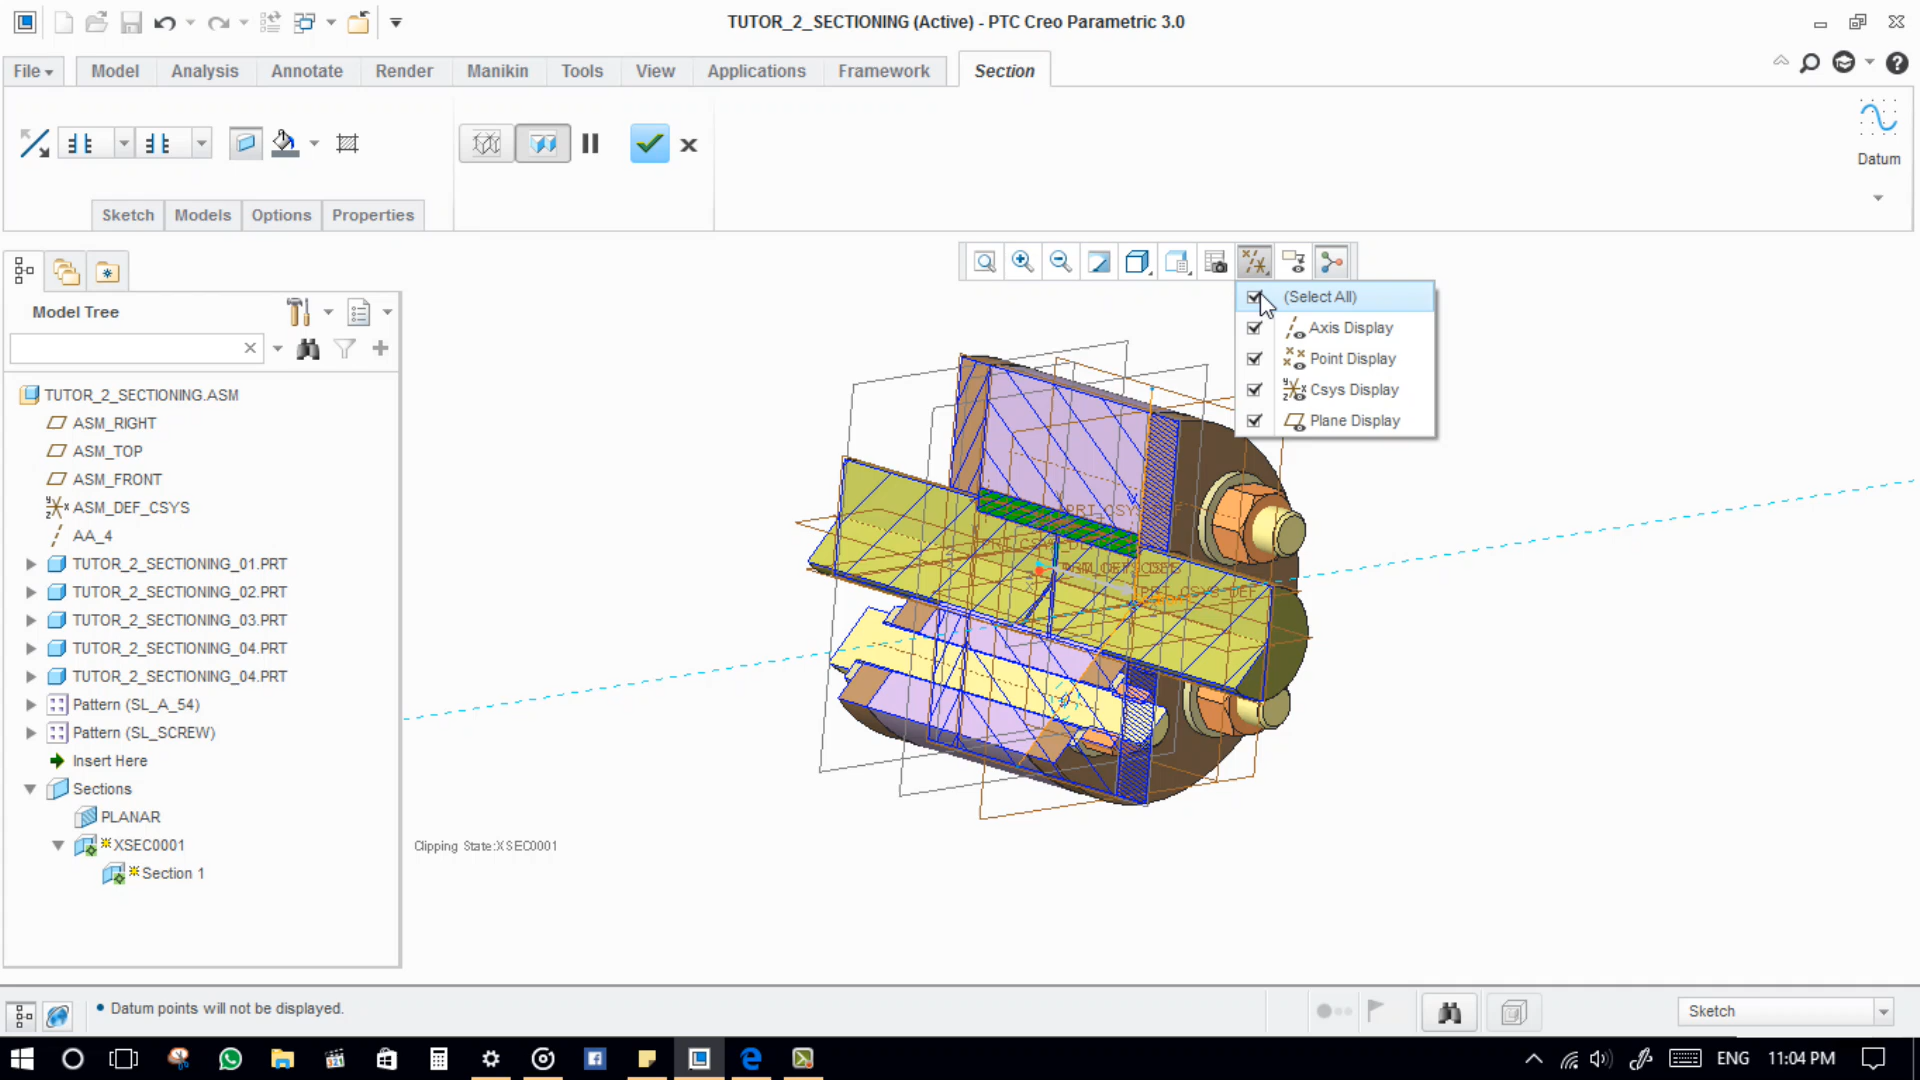 TUTOR_2_SECTIONING (Active) - PTC Creo Parametric 3.0
File Model Analysis Annotate Render Manikin Tools View Applications Framework Section
Datum
Sketch Models Options Properties
Model Tree
(Select All)
Axis Display
Point Display
Csys Display
Plane Display
TUTOR_2_SECTIONING.ASM
ASM_RIGHT
ASM_TOP
ASM_FRONT
ASM_DEF_CSYS
AA_4
TUTOR_2_SECTIONING_01.PRT
TUTOR_2_SECTIONING_02.PRT
TUTOR_2_SECTIONING_03.PRT
TUTOR_2_SECTIONING_04.PRT
TUTOR_2_SECTIONING_04.PRT
Pattern (SL_A_54)
Pattern (SL_SCREW)
Insert Here
Sections
PLANAR
XSEC0001
Section 1
Clipping State:XSEC0001
Datum points will not be displayed.
Sketch
ENG 11:04 PM